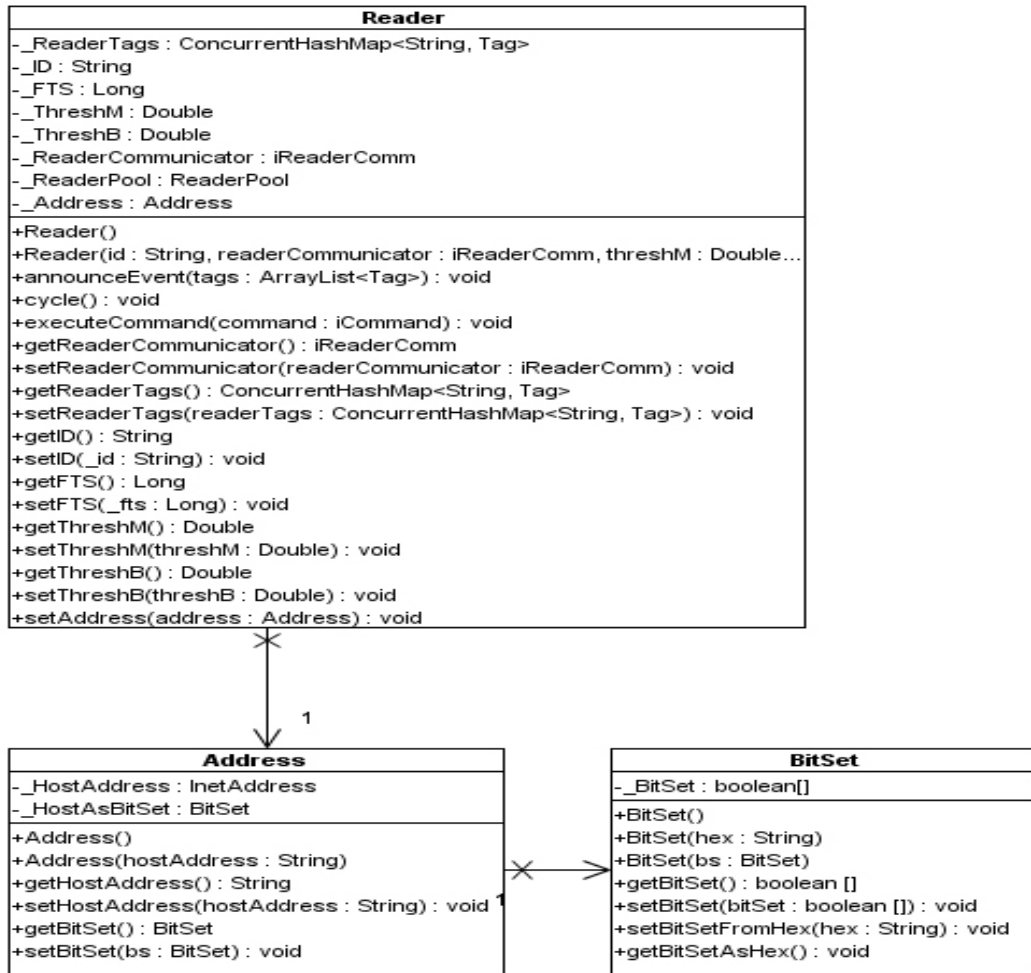 Reader
-_ReaderTags : ConcurrentHashMap<String, Tag>
-_ID : String
-_FTS : Long
-_ThreshM : Double
-_ThreshB : Double
-_ReaderCommunicator : iReaderComm
-_ReaderPool : ReaderPool
-_Address : Address
+Reader()
+Reader(id : String, readerCommunicator : iReaderComm, threshM : Double...
+announceEvent(tags : ArrayList<Tag>) : void
+cycle() : void
+executeCommand(command : iCommand) : void
+getReaderCommunicator() : iReaderComm
+setReaderCommunicator(readerCommunicator : iReaderComm) : void
+getReaderTags() : ConcurrentHashMap<String, Tag>
+setReaderTags(readerTags : ConcurrentHashMap<String, Tag>) : void
+getID() : String
+setID(_id : String) : void
+getFTS() : Long
+setFTS(_fts : Long) : void
+getThreshM() : Double
+setThreshM(threshM : Double) : void
+getThreshB() : Double
+setThreshB(threshB : Double) : void
+setAddress(address : Address) : void
1
Address
-_HostAddress : InetAddress
-_HostAsBitSet : BitSet
+Address()
+Address(hostAddress : String)
+getHostAddress() : String
+setHostAddress(hostAddress : String) : void
+getBitSet() : BitSet
+setBitSet(bs : BitSet) : void
1
BitSet
-_BitSet : boolean[]
+BitSet()
+BitSet(hex : String)
+BitSet(bs : BitSet)
+getBitSet() : boolean []
+setBitSet(bitSet : boolean []) : void
+setBitSetFromHex(hex : String) : void
+getBitSetAsHex() : void